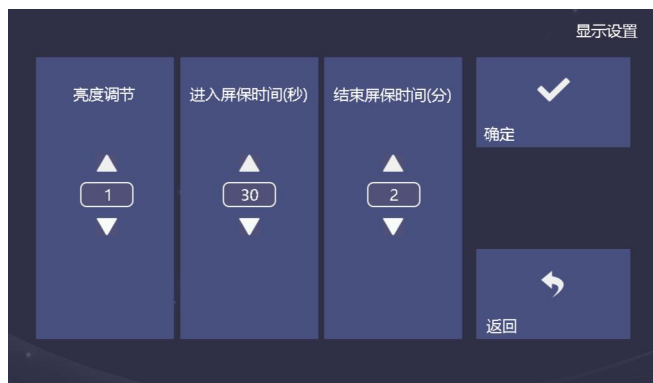 显示设置
亮度调节
进入屏保时间(秒)
结束屏保时间(分)
确定
1
30
2
返回